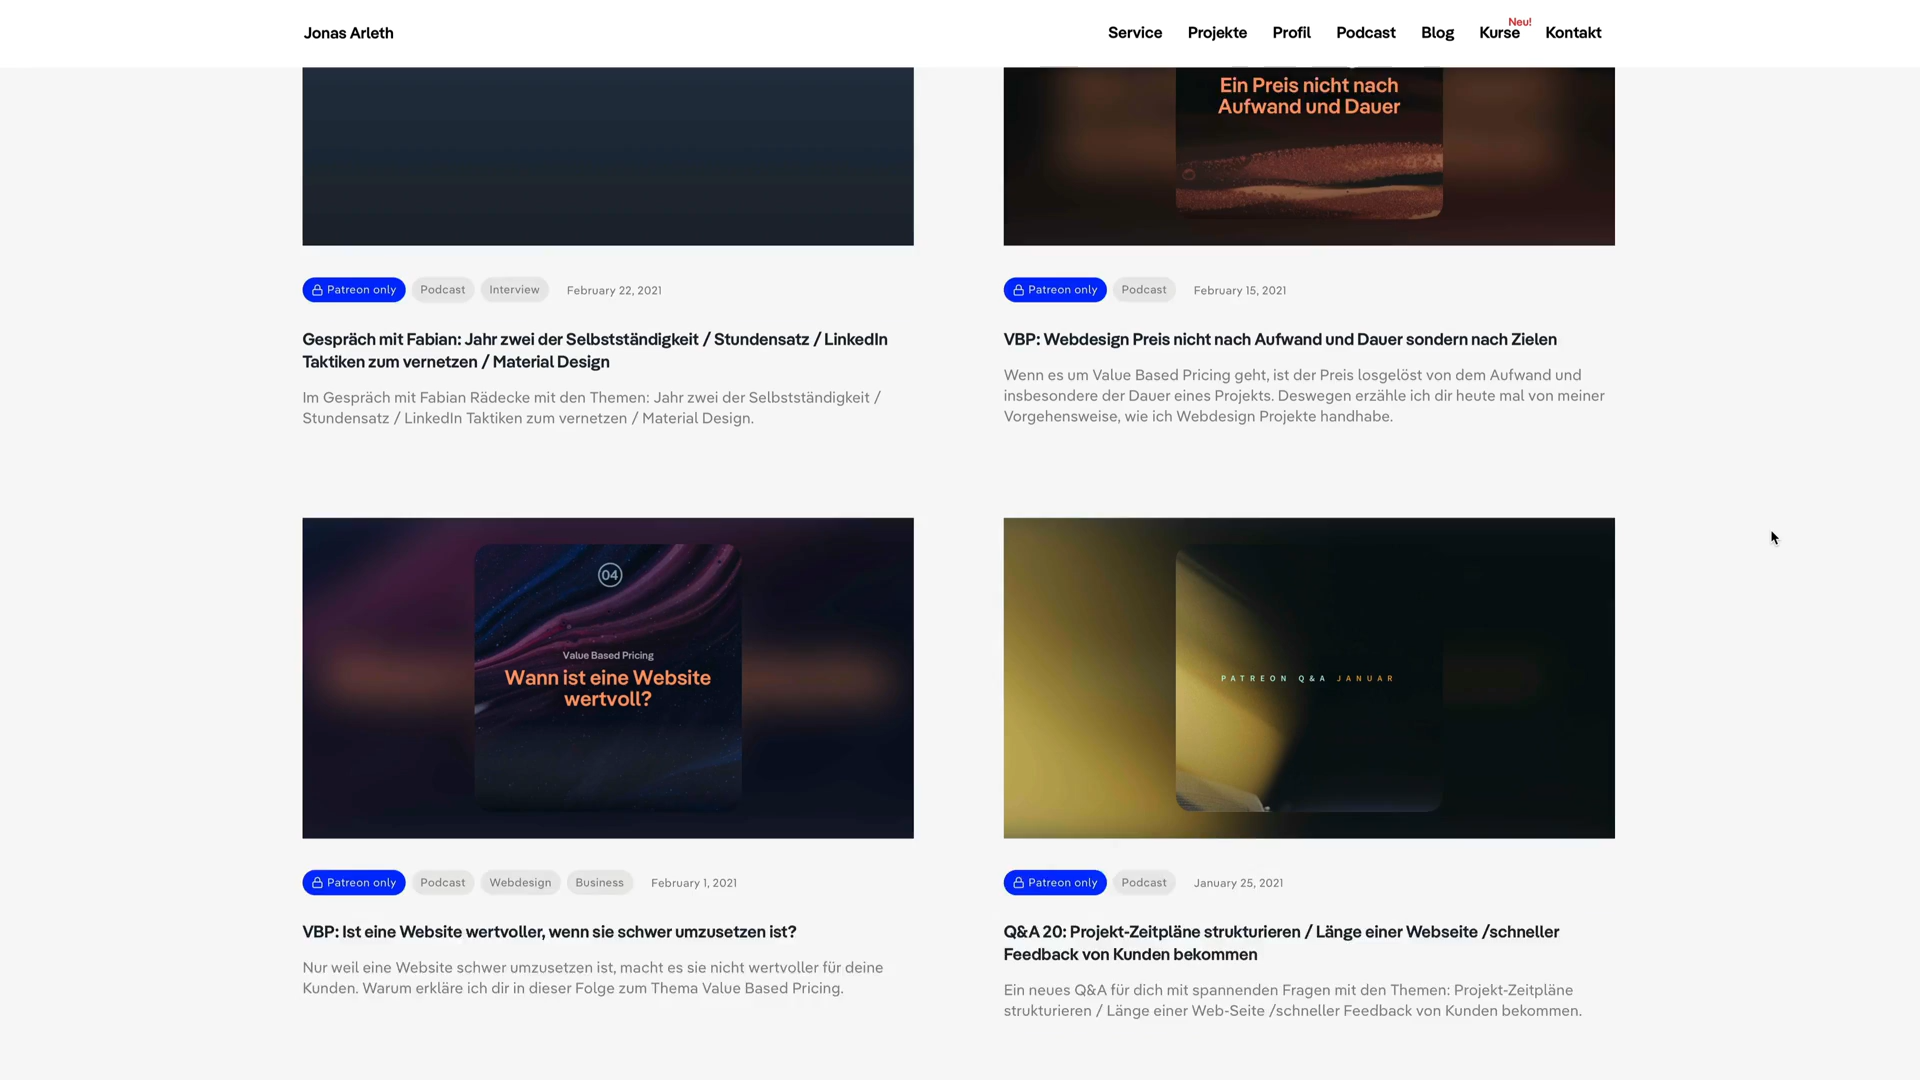 Jonas Arleth
Service Projekte Profil Podcast Blog Kurse Neu! Kontakt
Ein Preis nicht nach
Aufwand und Dauer
Patreon only Podcast Interview February 22, 2021
Gespräch mit Fabian: Jahr zwei der Selbstständigkeit / Stundensatz / LinkedIn
Taktiken zum vernetzen / Material Design
Im Gespräch mit Fabian Rädecke mit den Themen: Jahr zwei der Selbstständigkeit /
Stundensatz / LinkedIn Taktiken zum vernetzen / Material Design.
Patreon only Podcast February 15, 2021
VBP: Webdesign Preis nicht nach Aufwand und Dauer sondern nach Zielen
Wenn es um Value Based Pricing geht, ist der Preis losgelöst von dem Aufwand und
insbesondere der Dauer eines Projekts. Deswegen erzähle ich dir heute mal von meiner
Vorgehensweise, wie ich Webdesign Projekte handhabe.
04
Value Based Pricing
Wann ist eine Website
wertvoll?
PATREON Q&A JANUAR
Patreon only Podcast Webdesign Business February 1, 2021
VBP: Ist eine Website wertvoller, wenn sie schwer umzusetzen ist?
Nur weil eine Website schwer umzusetzen ist, macht es sie nicht wertvoller für deine
Kunden. Warum erkläre ich dir in dieser Folge zum Thema Value Based Pricing.
Patreon only Podcast January 25, 2021
Q&A 20: Projekt-Zeitpläne strukturieren / Länge einer Webseite /schneller
Feedback von Kunden bekommen
Ein neues Q&A für dich mit spannenden Fragen mit den Themen: Projekt-Zeitpläne
strukturieren / Länge einer Web-Seite /schneller Feedback von Kunden bekommen.